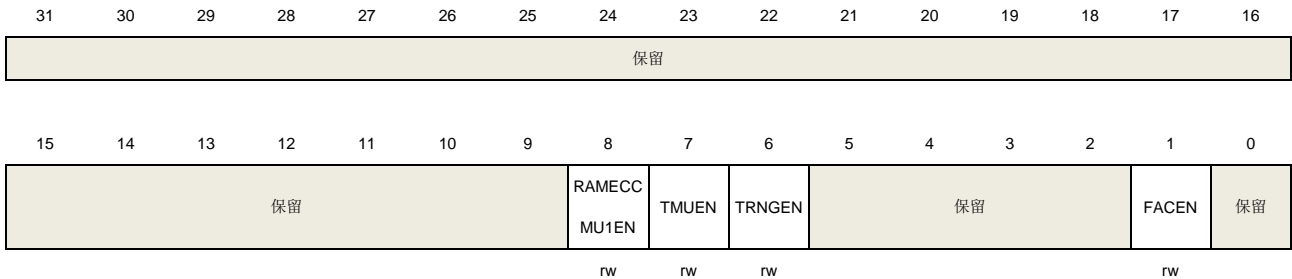 31 30 29 28 27 26 25 24 23 22 21 20 19 18 17 16
保留
15 14 13 12 11 10 9 8 7 6 5 4 3 2 1 0
保留 RAMECC MU1EN TMUEN TRNGEN 保留 FACEN 保留
rw rw rw rw